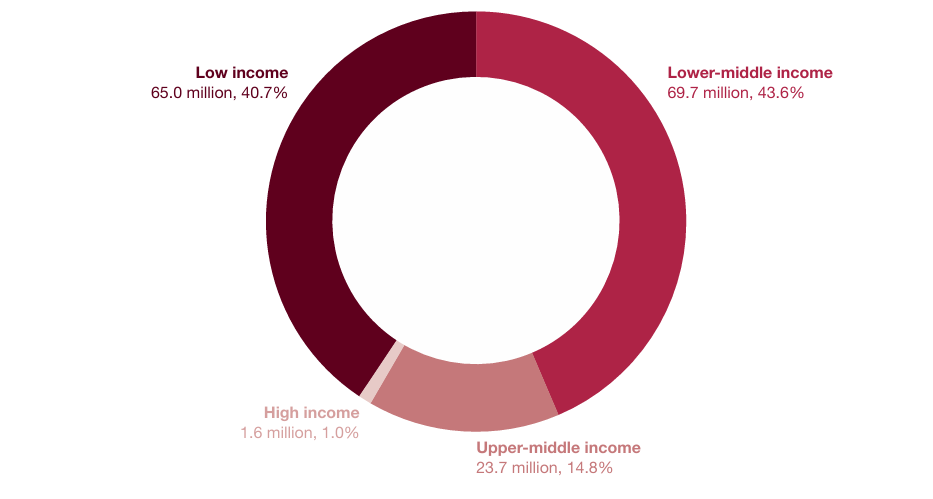 Low income
65.0 million, 40.7%
Lower-middle income
69.7 million, 43.6%
High income
1.6 million, 1.0%
Upper-middle income
23.7 million, 14.8%